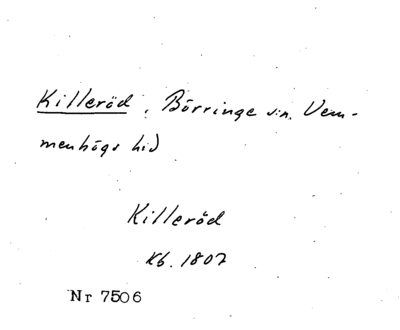 Killeröd, Börringe sn. Vem-
menhögs hd
Killeröd
Kb. 1807
Nr 7506